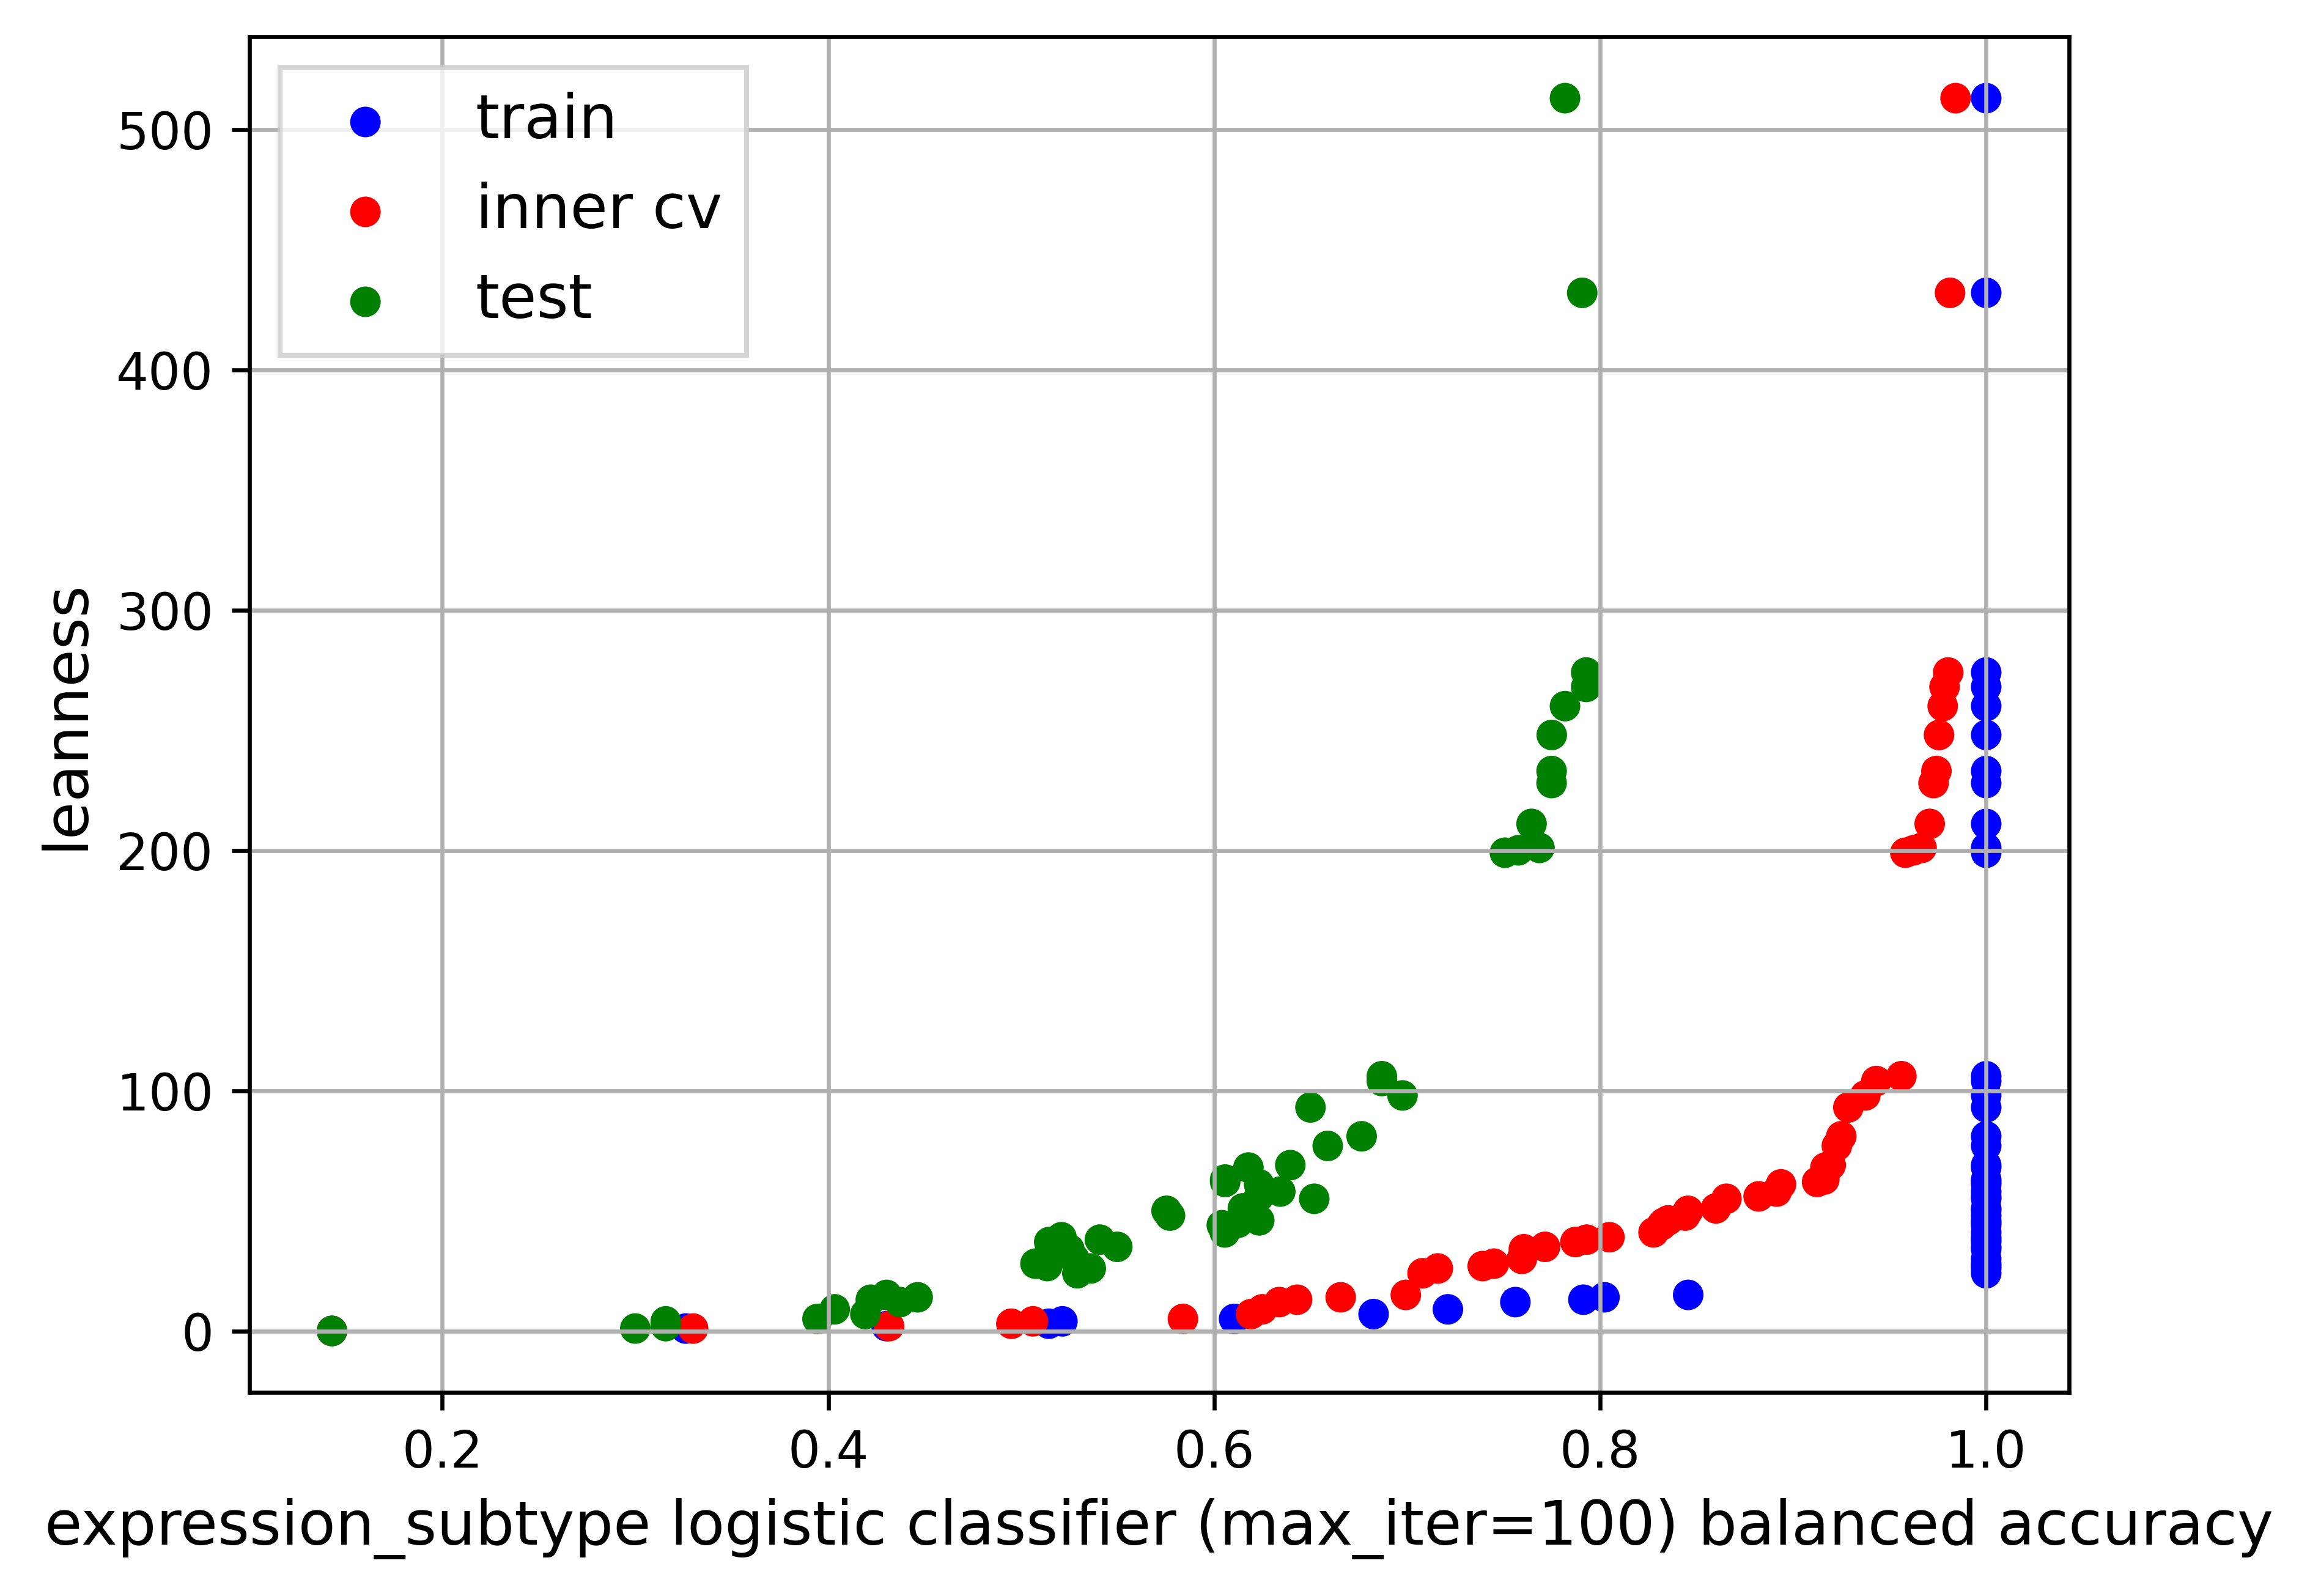 train
inner cv
test
500
400
300
200
100
0
leanness
0.2 0.4 0.6 0.8 1.0
expression_subtype logistic classifier (max_iter=100) balanced accuracy